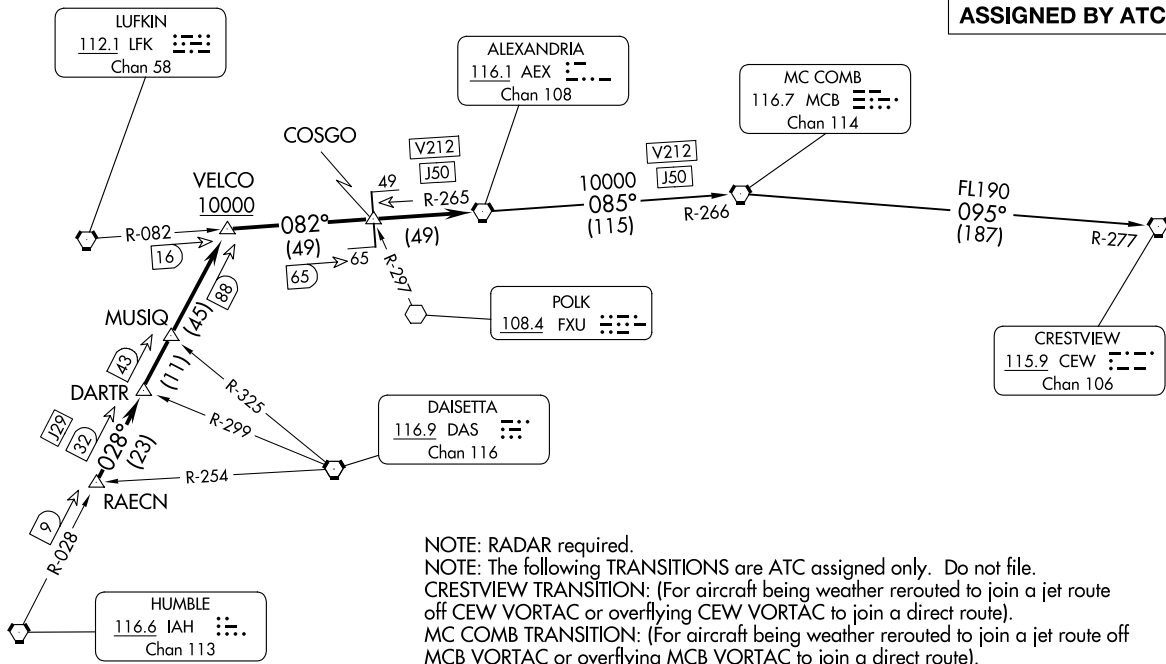 ASSIGNED BY ATC
LUFKIN
112.1 LFK
Chan 58
ALEXANDRIA
116.1 AEX
Chan 108
MC COMB
116.7 MCB
Chan 114
COSGO
V212
J50
V212
J50
VELCO
10000
49
R-265
10000
085°
(115)
R-266
FL190
095°
(187)
R-277
R-082
16
082°
(49)
(49)
65
65
R-297
88
(45)
MUSIQ
POLK
108.4 FXU
CRESTVIEW
115.9 CEW
Chan 106
43
(11)
DARTR
R-325
R-299
J29
32
028°
(23)
DAISETTA
116.9 DAS
Chan 116
R-254
RAECN
9
R-028
HUMBLE
116.6 IAH
Chan 113
NOTE: RADAR required.
NOTE: The following TRANSITIONS are ATC assigned only. Do not file.
CRESTVIEW TRANSITION: (For aircraft being weather rerouted to join a jet route
off CEW VORTAC or overflying CEW VORTAC to join a direct route).
MC COMB TRANSITION: (For aircraft being weather rerouted to join a jet route off
MCB VORTAC or overflying MCB VORTAC to join a direct route).